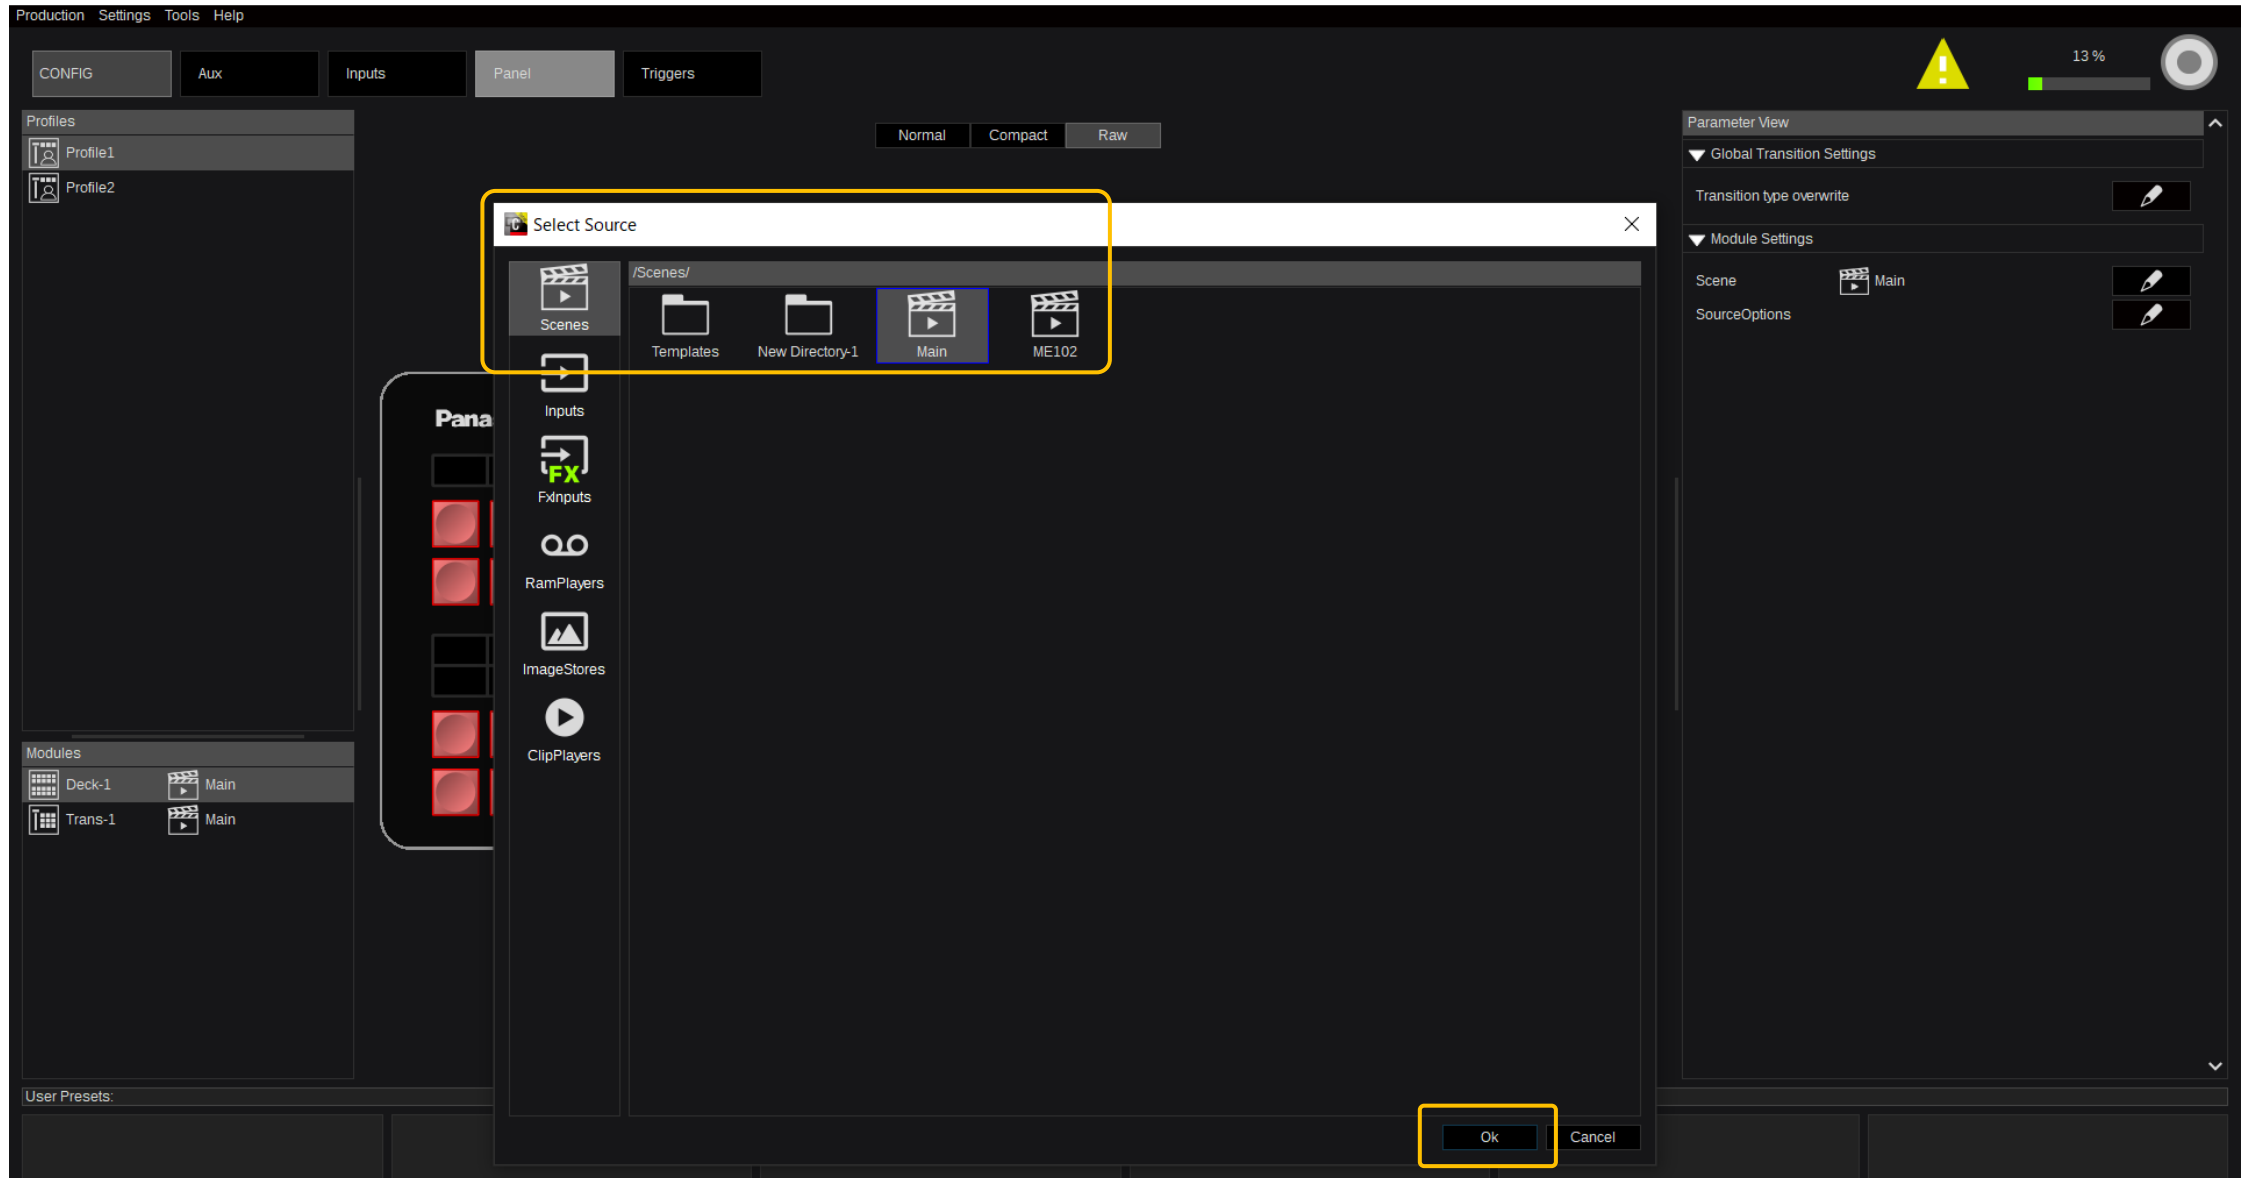 Production Settings Tools Help
CONFIG Aux Inputs Panel Triggers
13 %
Profiles
Profile1
Profile2
Normal Compact Raw
Parameter View
Global Transition Settings
Transition type overwrite
Module Settings
Scene Main
SourceOptions
Select Source
/Scenes/
Scenes
Templates New Directory-1 Main ME102
Inputs
FX
FxInputs
RamPlayers
ImageStores
ClipPlayers
Pana
Modules
Deck-1 Main
Trans-1 Main
User Presets:
Ok Cancel